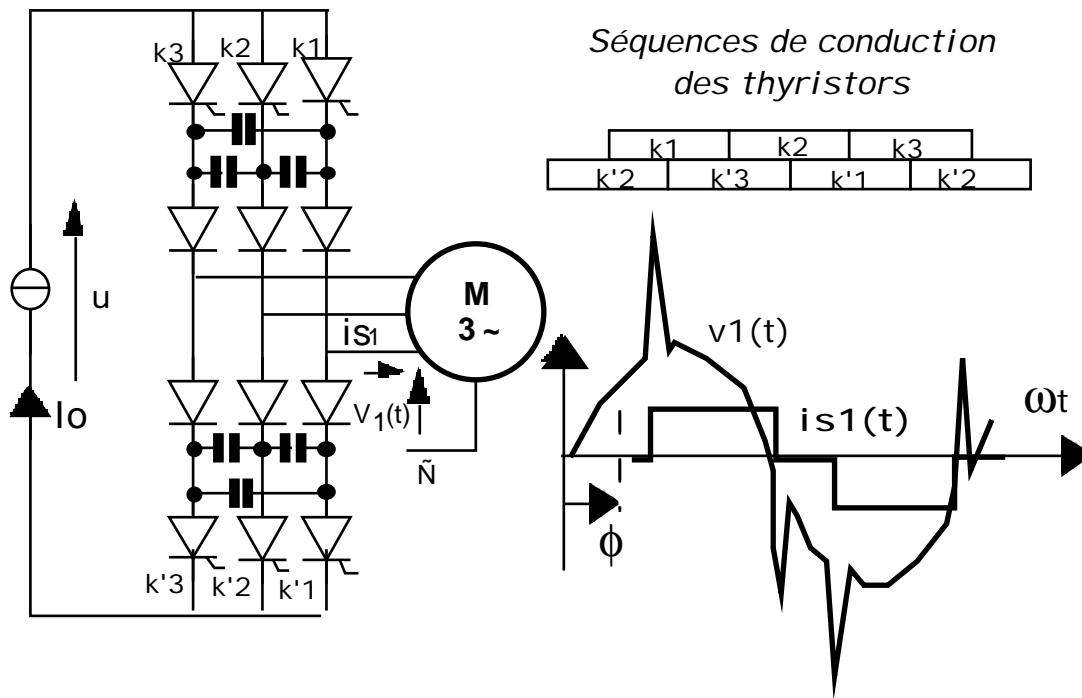 k3 k2 k1
Séquences de conduction
des thyristors
k1 k2 k3
k'2 k'3 k'1 k'2
u
Io
M
3 ~
is1
V1(t)
Ñ
k'3 k'2 k'1
v1(t)
is1(t)
ωt
ϕ